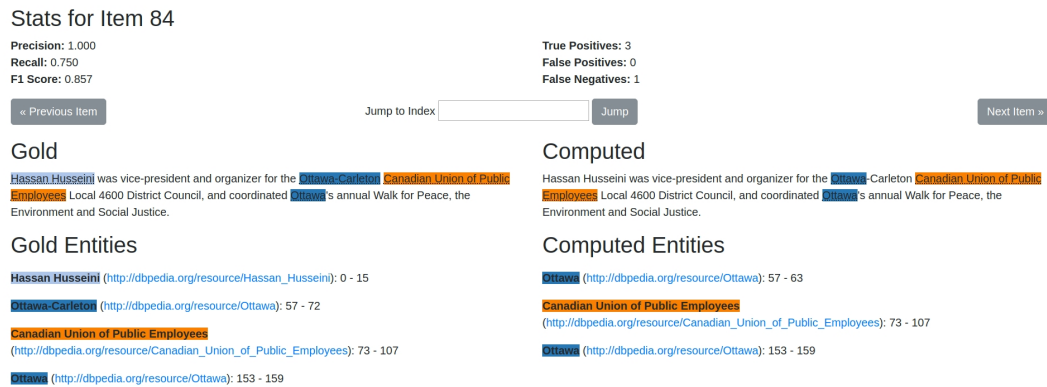 Stats for Item 84
Precision: 1.000
Recall: 0.750
F1 Score: 0.857
True Positives: 3
False Positives: 0
False Negatives: 1
« Previous Item
Jump to Index
Jump
Next Item »
Gold
Hassan Husseini was vice-president and organizer for the Ottawa-Carleton Canadian Union of Public
Employees Local 4600 District Council, and coordinated Ottawa's annual Walk for Peace, the
Environment and Social Justice.
Gold Entities
Hassan Husseini (http://dbpedia.org/resource/Hassan_Husseini): 0 - 15
Ottawa-Carleton (http://dbpedia.org/resource/Ottawa): 57 - 72
Canadian Union of Public Employees
(http://dbpedia.org/resource/Canadian_Union_of_Public_Employees): 73 - 107
Ottawa (http://dbpedia.org/resource/Ottawa): 153 - 159
Computed
Hassan Husseini was vice-president and organizer for the Ottawa-Carleton Canadian Union of Public
Employees Local 4600 District Council, and coordinated Ottawa's annual Walk for Peace, the
Environment and Social Justice.
Computed Entities
Ottawa (http://dbpedia.org/resource/Ottawa): 57 - 63
Canadian Union of Public Employees
(http://dbpedia.org/resource/Canadian_Union_of_Public_Employees): 73 - 107
Ottawa (http://dbpedia.org/resource/Ottawa): 153 - 159